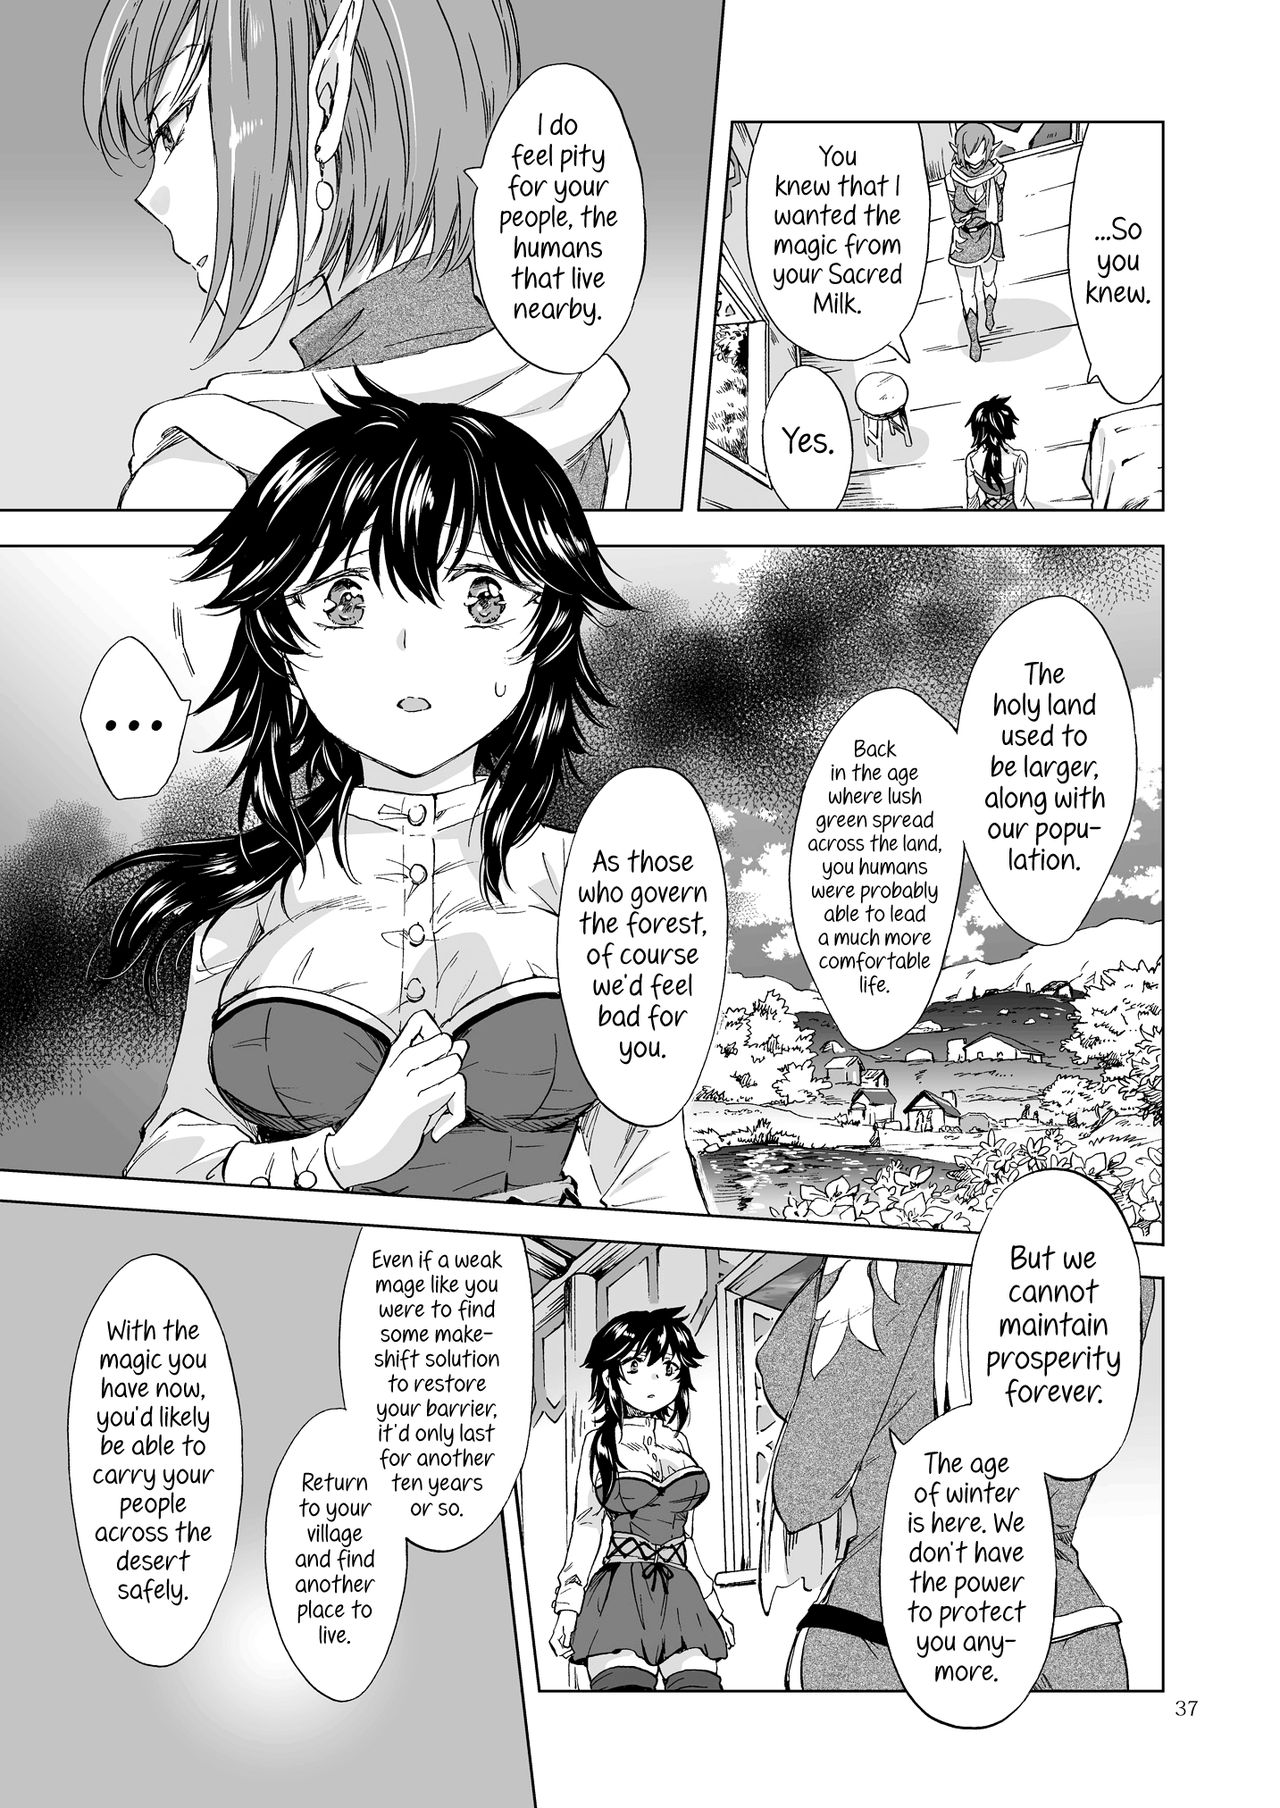 ...So
you
knew.
You
knew that I
wanted the
magic from
your Sacred
Milk.
Yes.
I do
feel pity
for your
people, the
humans
that live
nearby.
The
holy land
used to
be larger,
along with
our popu-
lation.
Back
in the age
where lush
green spread
across the land,
you humans
were probably
able to lead
a much more
comfortable
life.
As those
who govern
the forest,
of course
we'd feel
bad for
you.
...
But we
cannot
maintain
prosperity
forever.
The age
of winter
is here. We
don't have
the power
to protect
you any-
more.
Even if a weak
mage like you
were to find
some make-
shift solution
to restore
your barrier,
it'd only last
for another
ten years
or so.
Return
to your
village
and find
another
place to
live.
With the
magic you
have now,
you'd likely
be able to
carry your
people
across the
desert
safely.
37